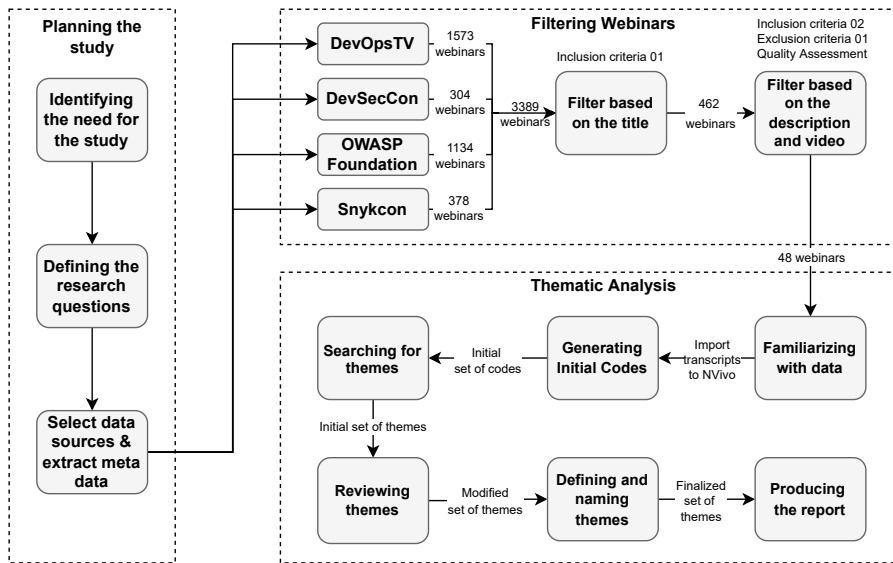 Planning the
study
Identifying
the need for
the study
Defining the
research
questions
Select data
sources &
extract meta
data
Filtering Webinars
DevOpsTV
1573
webinars
DevSecCon
304
webinars
OWASP
Foundation
1134
webinars
Snykcon
378
webinars
3389
webinars
Inclusion criteria 01
Filter based
on the title
462
webinars
Inclusion criteria 02
Exclusion criteria 01
Quality Assessment
Filter based
on the
description
and video
48 webinars
Thematic Analysis
Familiarizing
with data
Import
transcripts
to NVivo
Generating
Initial Codes
Initial
set of codes
Searching for
themes
Initial set of themes
Reviewing
themes
Modified
set of themes
Defining and
naming
themes
Finalized
set of
themes
Producing
the report